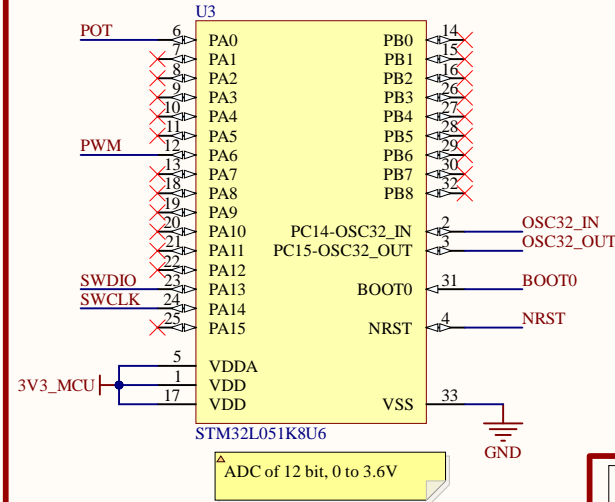 U3
POT 6 PA0 PB0 14
7 PA1 PB1 15
8 PA2 PB2 16
9 PA3 PB3 26
10 PA4 PB4 27
11 PA5 PB5 28
PWM 12 PA6 PB6 29
13 PA7 PB7 30
18 PA8 PB8 32
19 PA9
20 PA10 PC14-OSC32_IN 2 OSC32_IN
21 PA11 PC15-OSC32_OUT 3 OSC32_OUT
22 PA12
SWDIO 23 PA13 BOOT0 31 BOOT0
SWCLK 24 PA14
25 PA15 NRST 4 NRST
5 VDDA
3V3_MCU 1 VDD
17 VDD VSS 33
STM32L051K8U6
GND
ADC of 12 bit, 0 to 3.6V